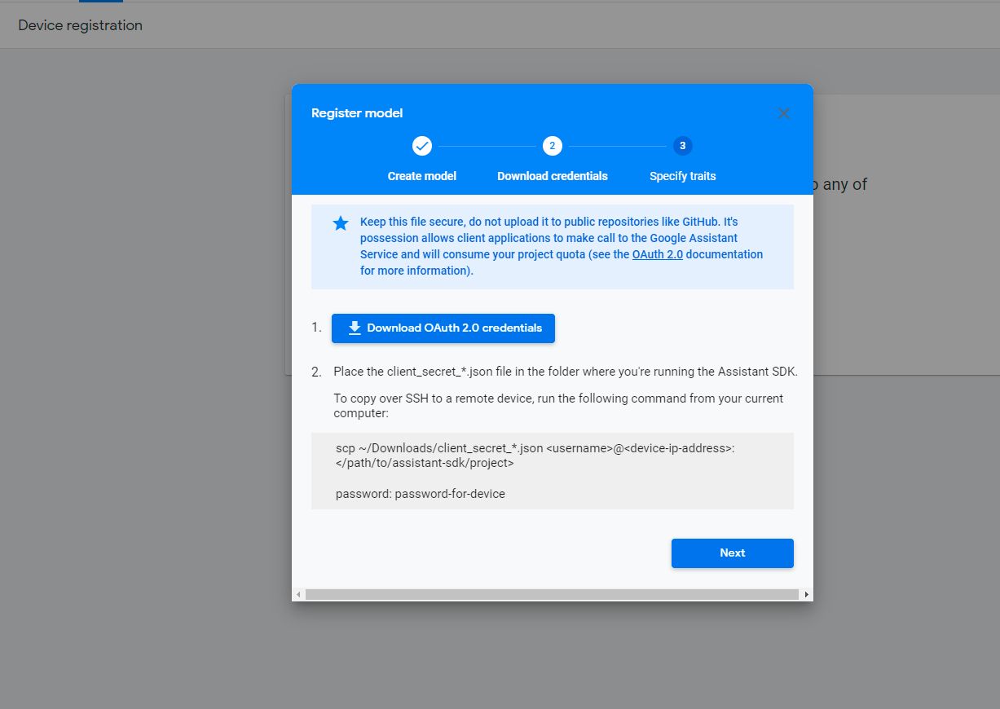 Device registration
Register model
2
3
Create model
Download credentials
Specify traits
any of
Keep this file secure, do not upload it to public repositories like GitHub. It's
possession allows client applications to make call to the Google Assistant
Service and will consume your project quota (see the OAuth 2.0 documentation
for more information).
1.
Download OAuth 2.0 credentials
2. Place the client_secret_*.json file in the folder where you're running the Assistant SDK.
To copy over SSH to a remote device, run the following command from your current
computer:
scp ~/Downloads/client_secret_*.json <username>@<device-ip-address>:
</path/to/assistant-sdk/project>
password: password-for-device
Next